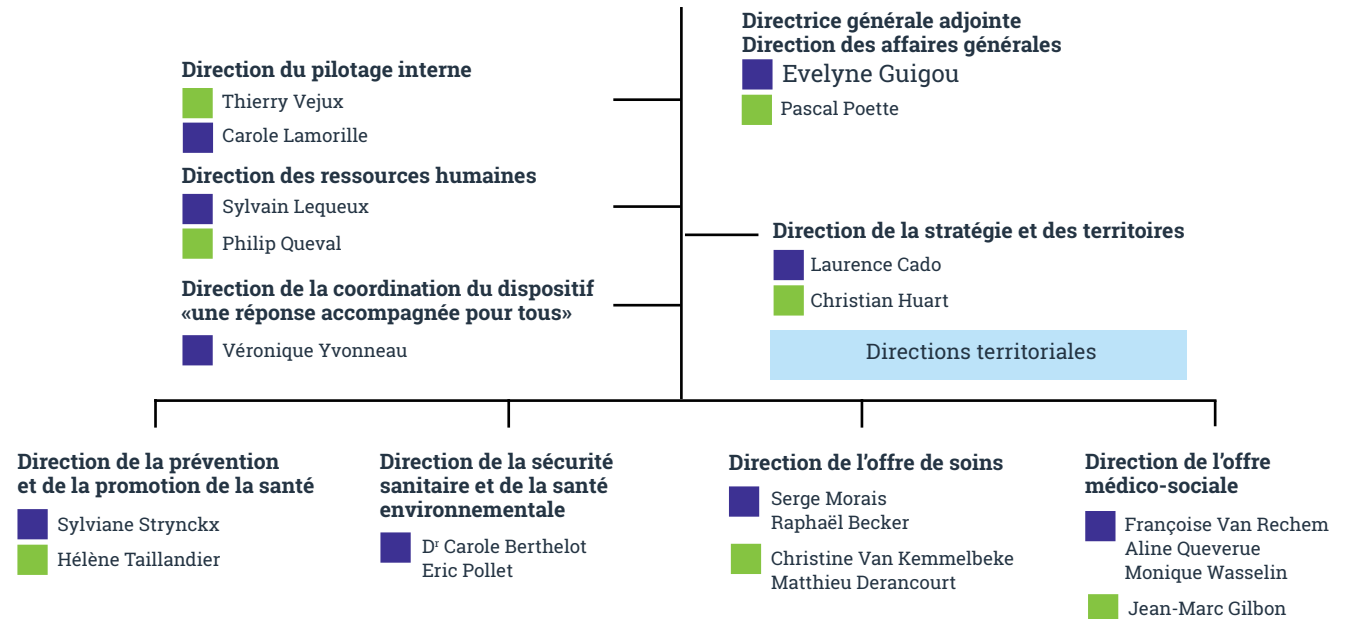 Directrice générale adjointe
Direction des affaires générales
Evelyne Guigou
Pascal Poette
Direction du pilotage interne
Thierry Vejux
Carole Lamorille
Direction des ressources humaines
Sylvain Lequeux
Philip Queval
Direction de la coordination du dispositif
«une réponse accompagnée pour tous»
Véronique Yvonneau
Direction de la stratégie et des territoires
Laurence Cado
Christian Huart
Directions territoriales
Direction de la prévention
et de la promotion de la santé
Sylviane Strynckx
Hélène Taillandier
Direction de la sécurité
sanitaire et de la santé
environnementale
Dʳ Carole Berthelot
Eric Pollet
Direction de l'offre de soins
Serge Morais
Raphaël Becker
Christine Van Kemmelbeke
Matthieu Derancourt
Direction de l'offre
médico-sociale
Françoise Van Rechem
Aline Queverue
Monique Wasselin
Jean-Marc Gilbon